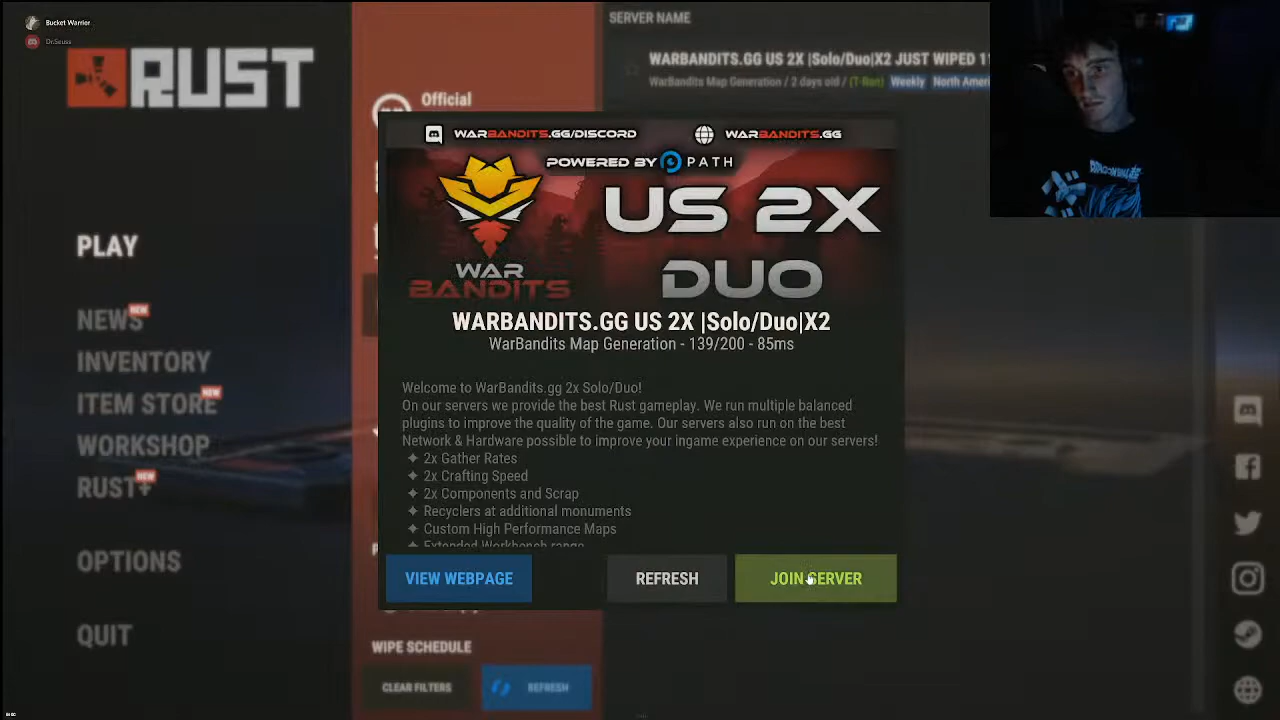 Bucket Warrior
Dr.Seuss
RUST
PLAY
NEWS NEW
INVENTORY
ITEM STORE NEW
WORKSHOP
RUST+ NEW
OPTIONS
QUIT
Official
WIPE SCHEDULE
CLEAR FILTERS
REFRESH
SERVER NAME
WARBANDITS.GG US 2X |Solo/Duo|X2 JUST WIPED 11
WarBandits Map Generation / 2 days old / Weekly North Ameri
WARBANDITS.GG/DISCORD
WARBANDITS.GG
POWERED BY PATH
US 2X
DUO
WAR
BANDITS
WARBANDITS.GG US 2X |Solo/Duo|X2
WarBandits Map Generation - 139/200 - 85ms
Welcome to WarBandits.gg 2x Solo/Duo!
On our servers we provide the best Rust gameplay. We run multiple balanced
plugins to improve the quality of the game. Our servers also run on the best
Network & Hardware possible to improve your ingame experience on our servers!
✦ 2x Gather Rates
✦ 2x Crafting Speed
✦ 2x Components and Scrap
✦ Recyclers at additional monuments
✦ Custom High Performance Maps
✦ Extended Workbench range
VIEW WEBPAGE
REFRESH
JOIN SERVER